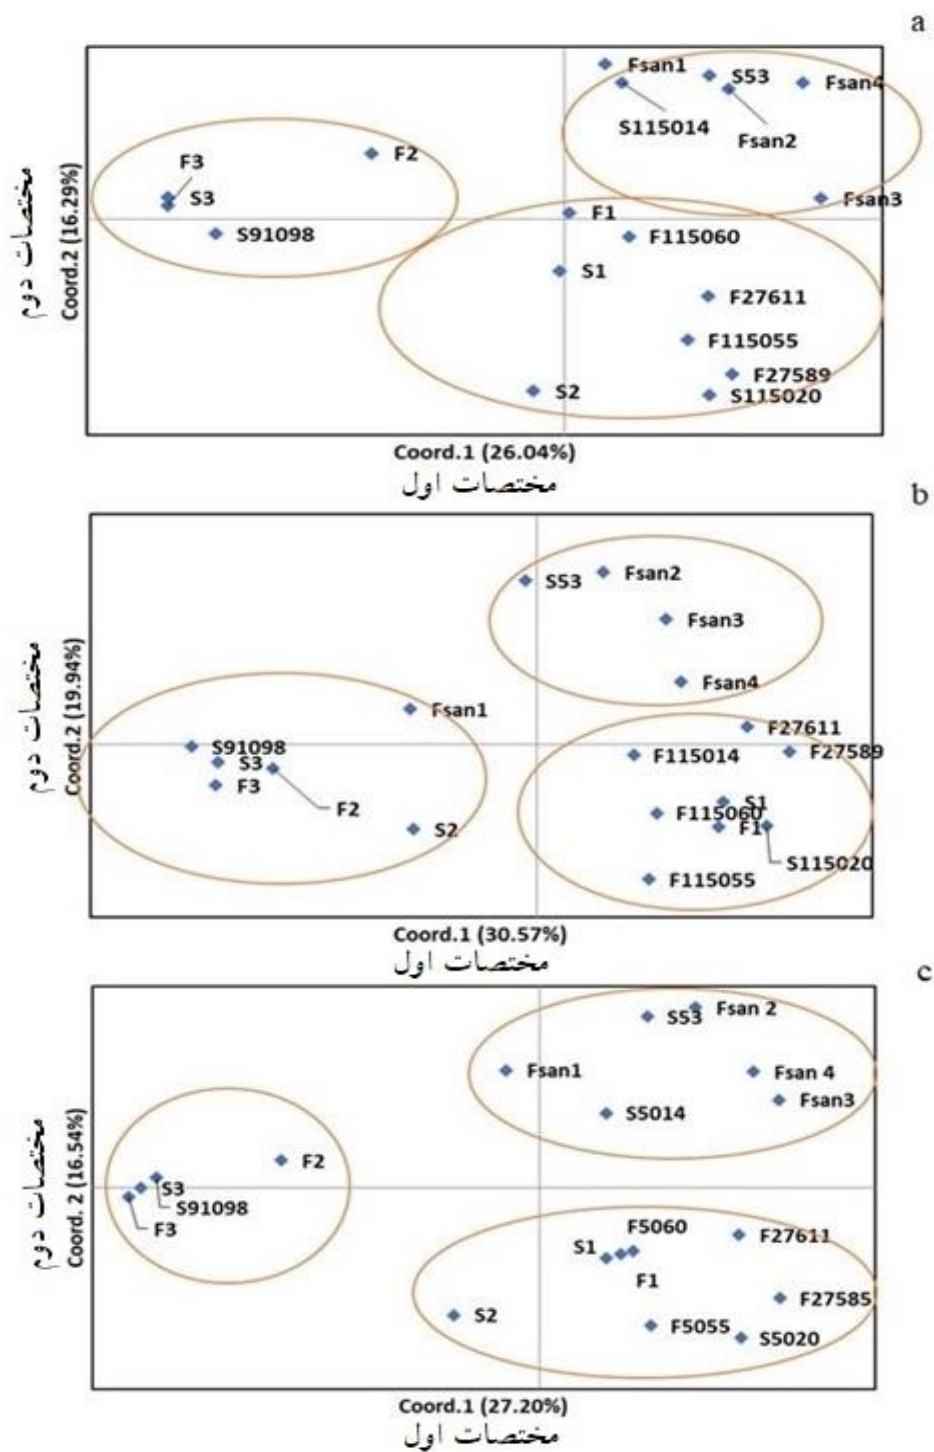 a
Fsan1
S53
Fsan4
S115014
Fsan2
F3
F2
S3
Fsan3
F1
S91098
F115060
S1
F27611
F115055
F27589
S2
S115020
مختصات دوم
Coord.2 (16.29%)
Coord.1 (26.04%)
مختصات اول
b
S53
Fsan2
Fsan3
Fsan4
Fsan1
F27611
S91098
F27589
S3
F115014
F3
F2
S1
F115060
F1
S2
S115020
F115055
مختصات دوم
Coord.2 (19.94%)
Coord.1 (30.57%)
مختصات اول
c
Fsan 2
S53
Fsan1
Fsan 4
Fsan3
S5014
F2
S3
S91098
F3
F5060
F27611
S1
F1
F27585
S2
F5055
S5020
مختصات دوم
Coord. 2 (16.54%)
Coord.1 (27.20%)
مختصات اول